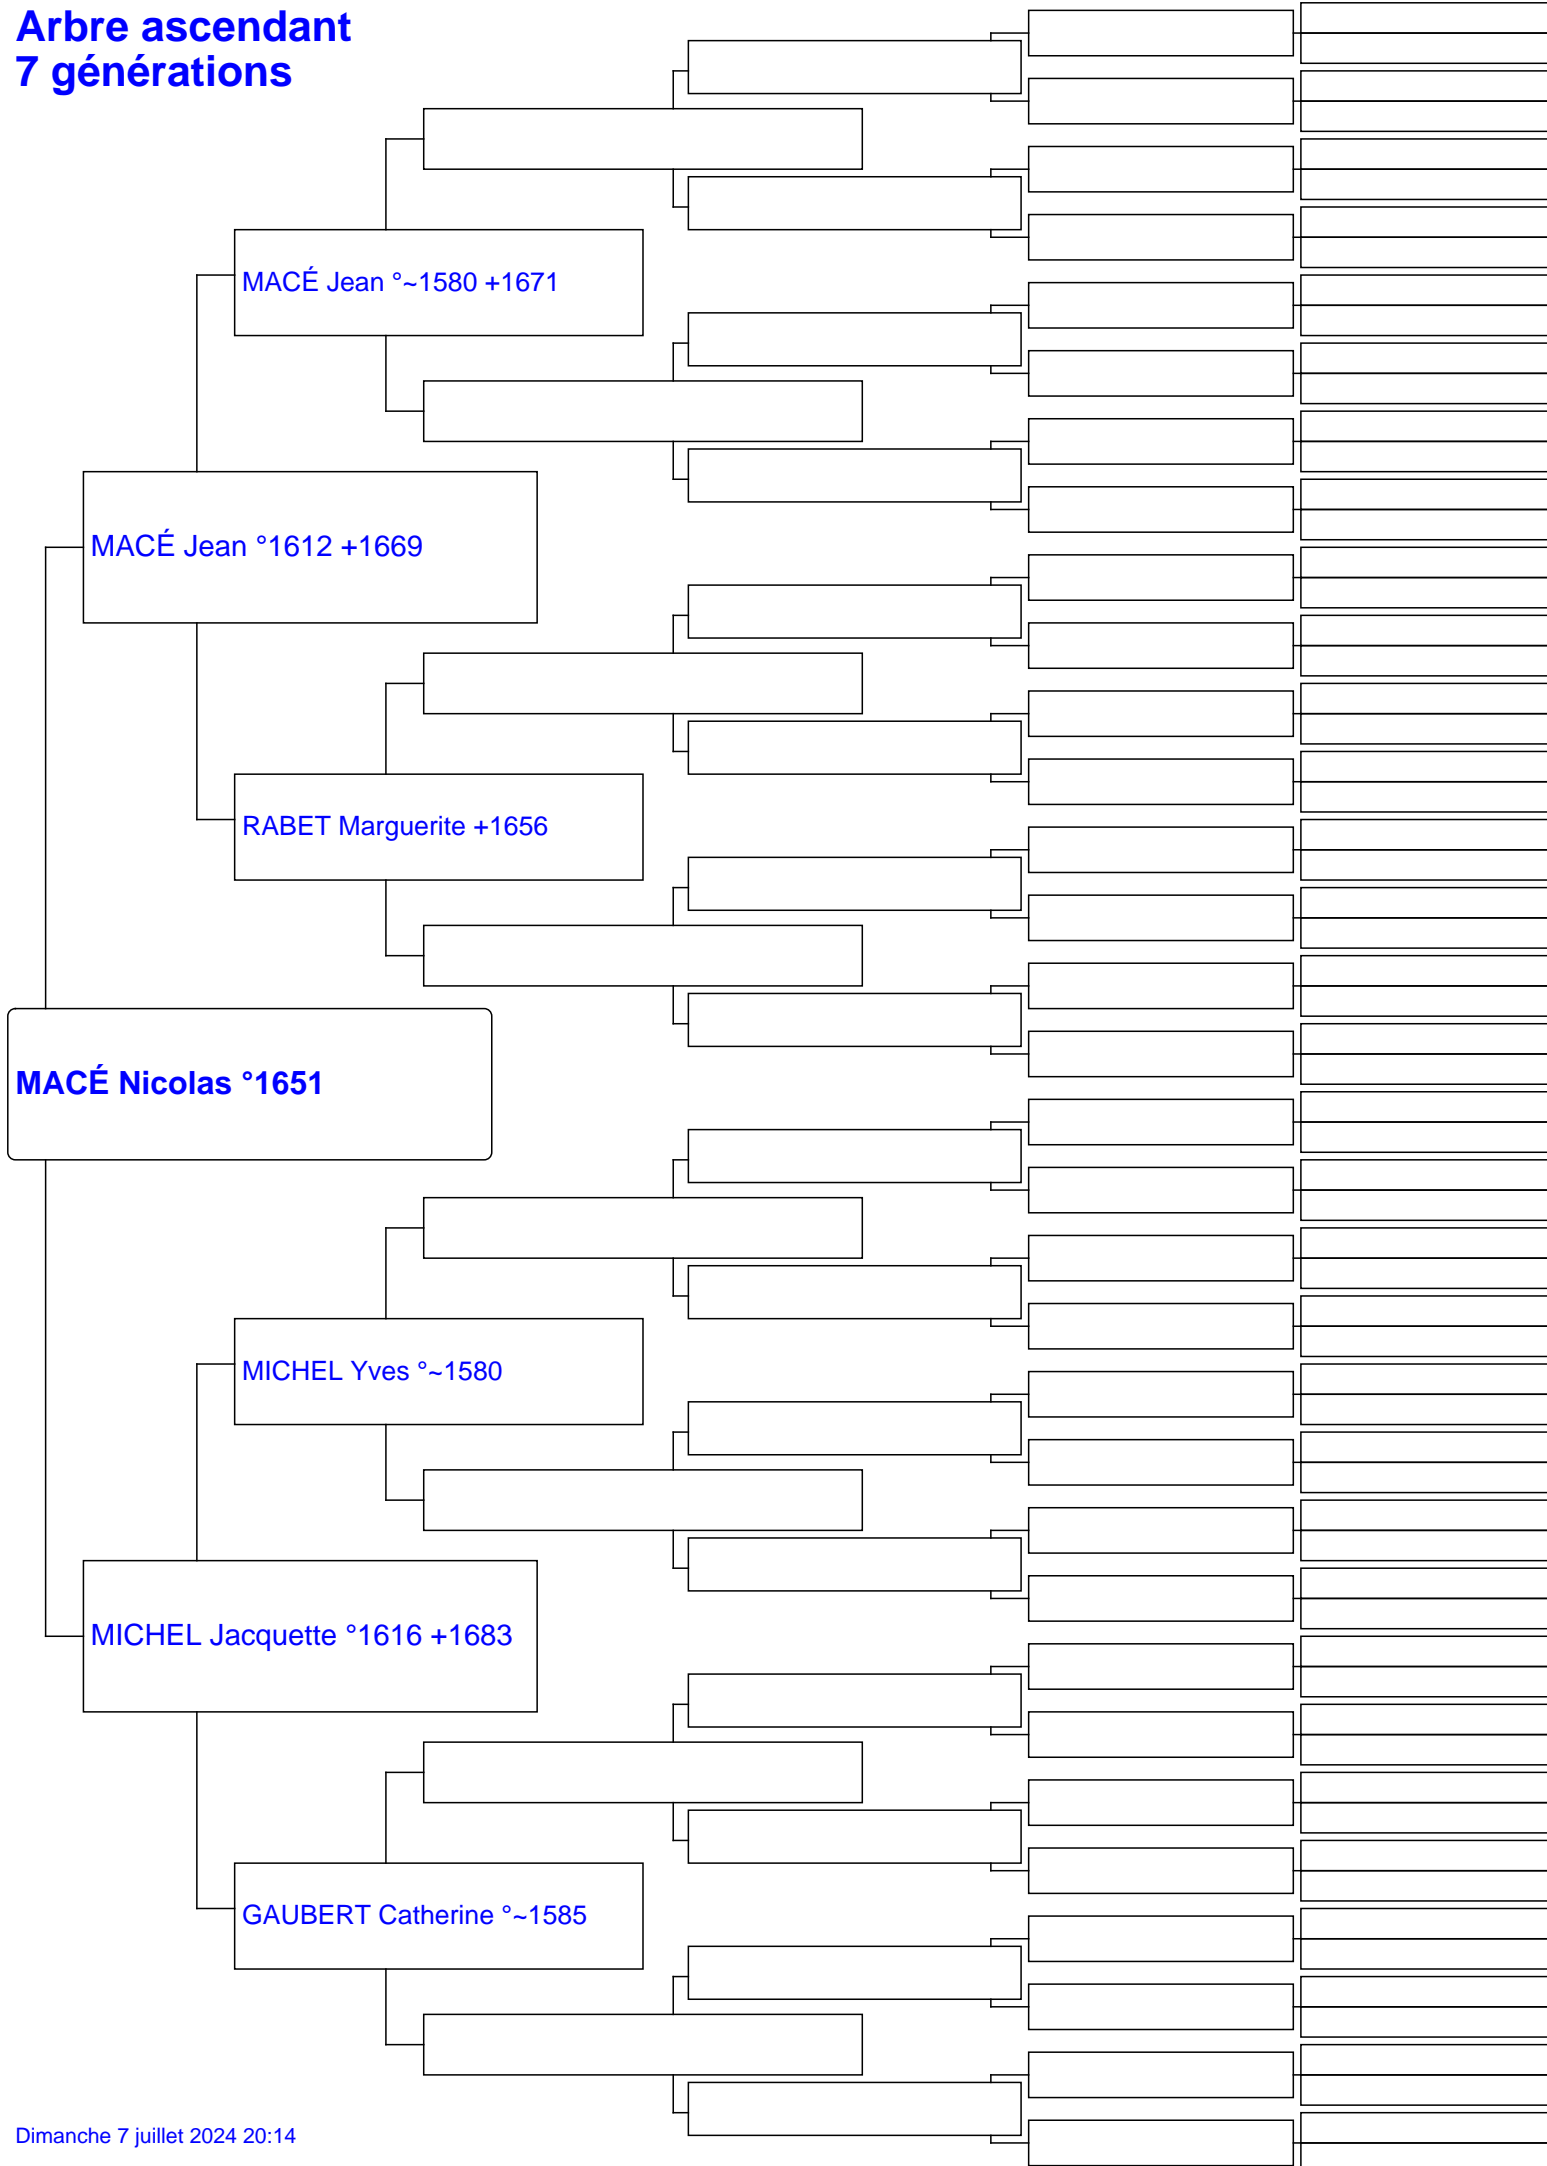 Arbre ascendant
7 générations
MACÉ Jean °~1580 +1671
MACÉ Jean °1612 +1669
RABET Marguerite +1656
MACÉ Nicolas °1651
MICHEL Yves °~1580
MICHEL Jacquette °1616 +1683
GAUBERT Catherine °~1585
Dimanche 7 juillet 2024 20:14